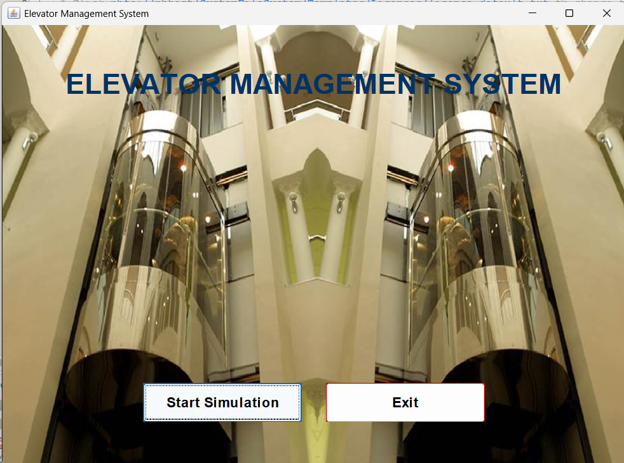 Elevator Management System
ELEVATOR MANAGEMENT SYSTEM
Start Simulation
Exit